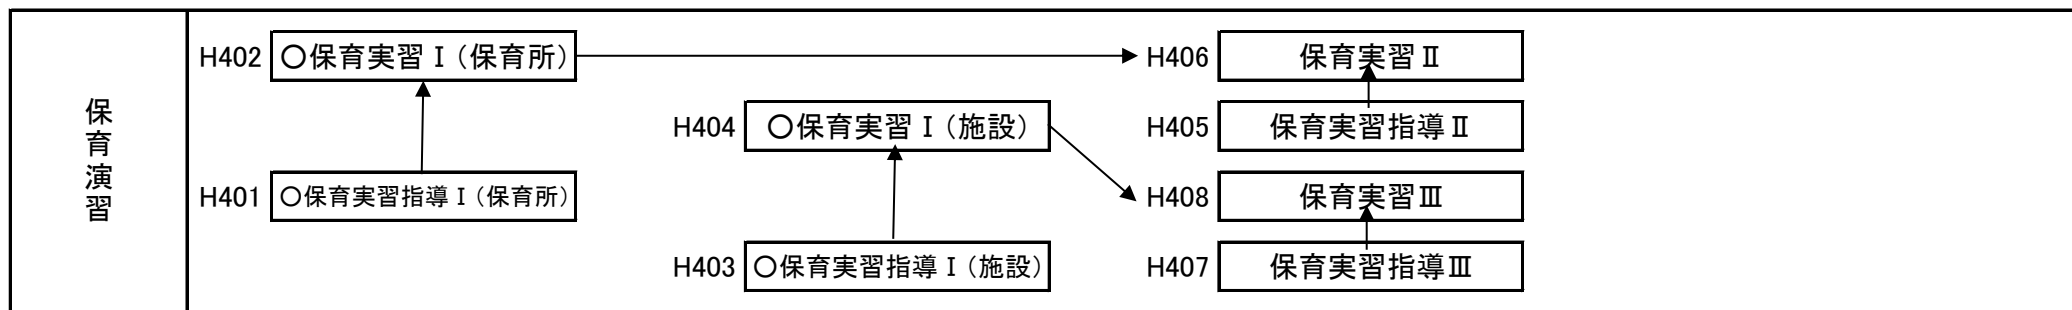 保育演習
H402 〇保育実習Ⅰ（保育所） H406 保育実習Ⅱ
H404 〇保育実習Ⅰ（施設） H405 保育実習指導Ⅱ
H401 〇保育実習指導Ⅰ（保育所） H408 保育実習Ⅲ
H403 〇保育実習指導Ⅰ（施設） H407 保育実習指導Ⅲ